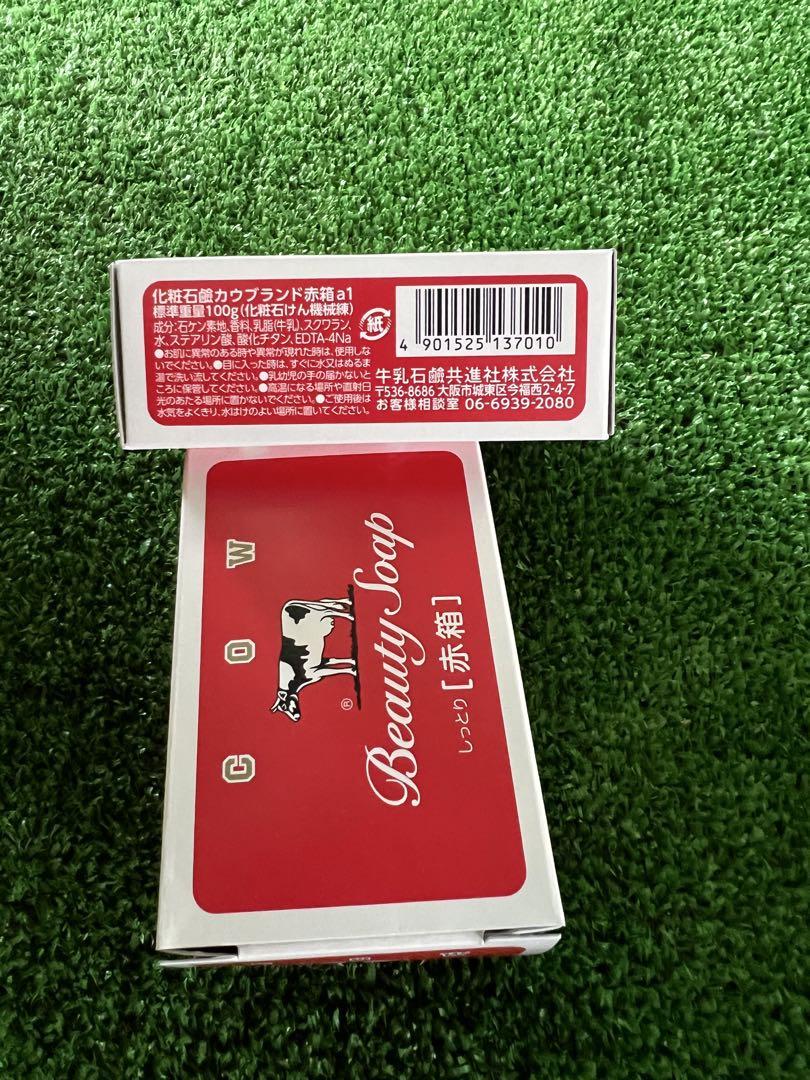 化粧石鹼カウブランド赤箱a1
標準重量100g(化粧石けん機械練)
成分:石ケン素地、香料、乳脂(牛乳)、スクワラン、
水、ステアリン酸、酸化チタン、EDTA-4Na
●お肌に異常のある時や異常が現れた時は、使用しな
いでください。●目に入った時は、すぐに水又はぬるま
湯で洗い流してください。●乳幼児の手の届かないと
ころに保管してください。●高温になる場所や直射日
光のあたる場所に置かないでください。●ご使用後は
水気をよくきり、水はけのよい場所に置いてください。
紙
4 901525 137010
牛乳石鹼共進社株式会社
〒536-8686 大阪市城東区今福西2-4-7
お客様相談室 06-6939-2080
COW
®
Beauty Soap
しっとり[赤箱]